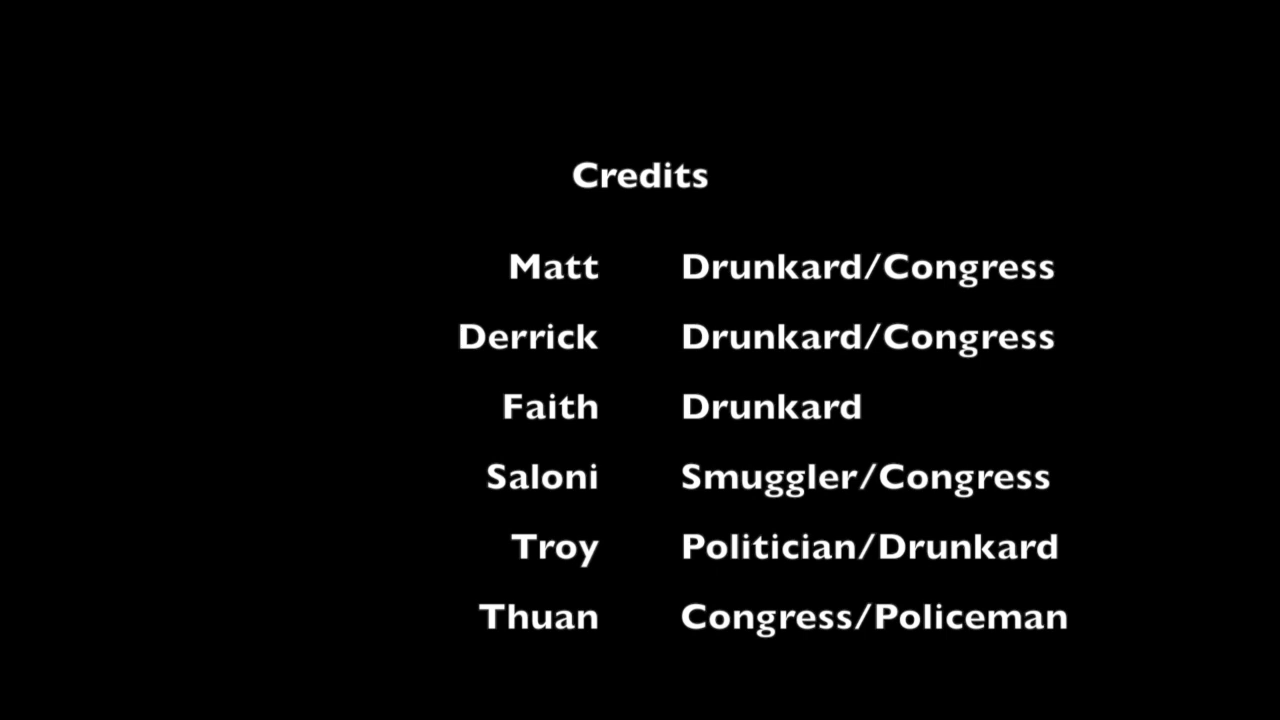 Credits
Matt Drunkard/Congress
Derrick Drunkard/Congress
Faith Drunkard
Saloni Smuggler/Congress
Troy Politician/Drunkard
Thuan Congress/Policeman